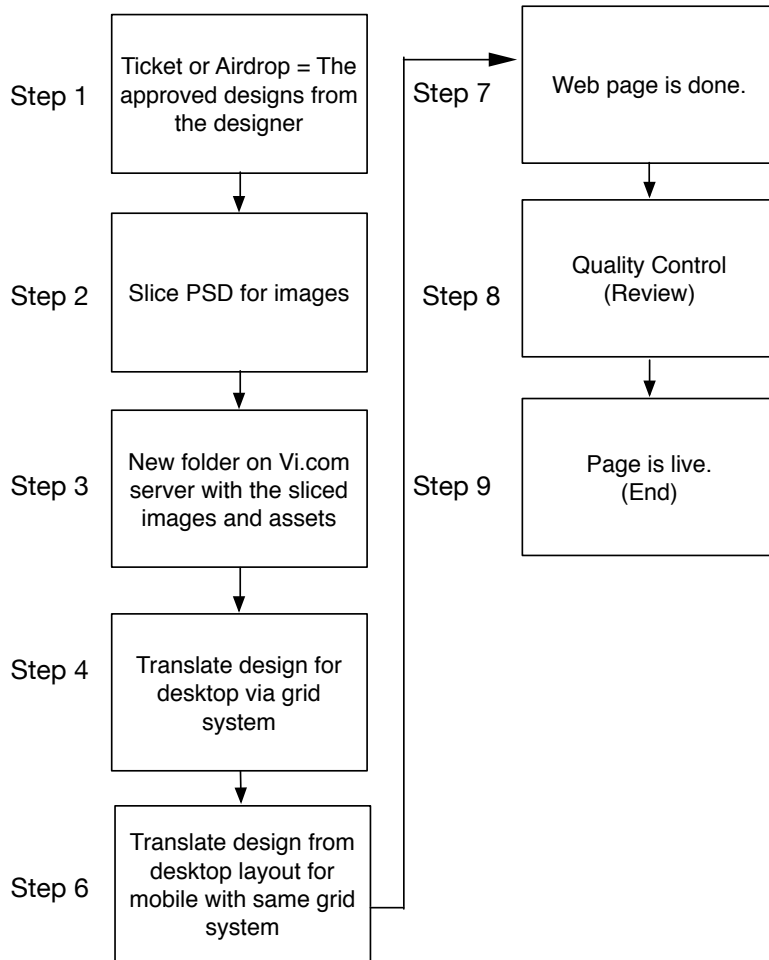 Step 1
Ticket or Airdrop = The
approved designs from
the designer
Step 2
Slice PSD for images
Step 3
New folder on Vi.com
server with the sliced
images and assets
Step 4
Translate design for
desktop via grid
system
Step 6
Translate design from
desktop layout for
mobile with same grid
system
Step 7
Web page is done.
Step 8
Quality Control
(Review)
Step 9
Page is live.
(End)